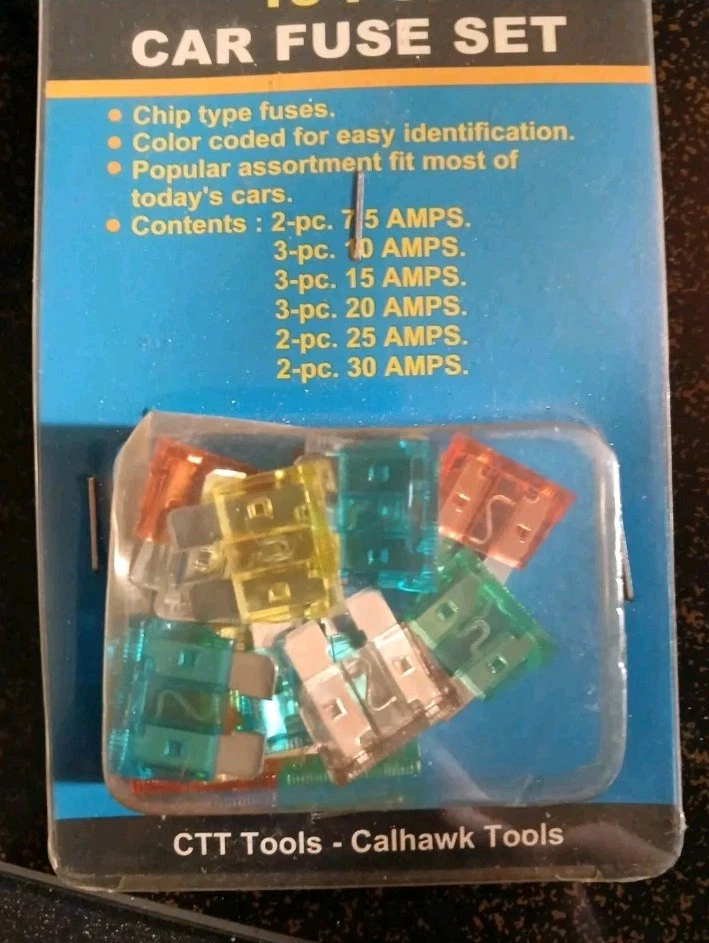 CAR FUSE SET
• Chip type fuses.
• Color coded for easy identification.
• Popular assortment fit most of
today's cars.
• Contents : 2-pc. 7.5 AMPS.
3-pc. 10 AMPS.
3-pc. 15 AMPS.
3-pc. 20 AMPS.
2-pc. 25 AMPS.
2-pc. 30 AMPS.
CTT Tools - Calhawk Tools